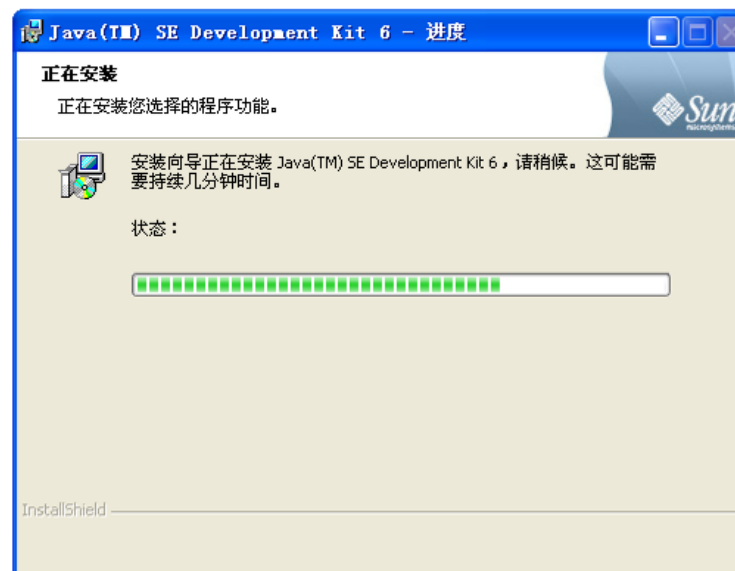 Java(TM) SE Development Kit 6 - 进度
正在安装
正在安装您选择的程序功能。
Sun
microsystems
安装向导正在安装 Java(TM) SE Development Kit 6，请稍候。这可能需
要持续几分钟时间。
状态：
InstallShield